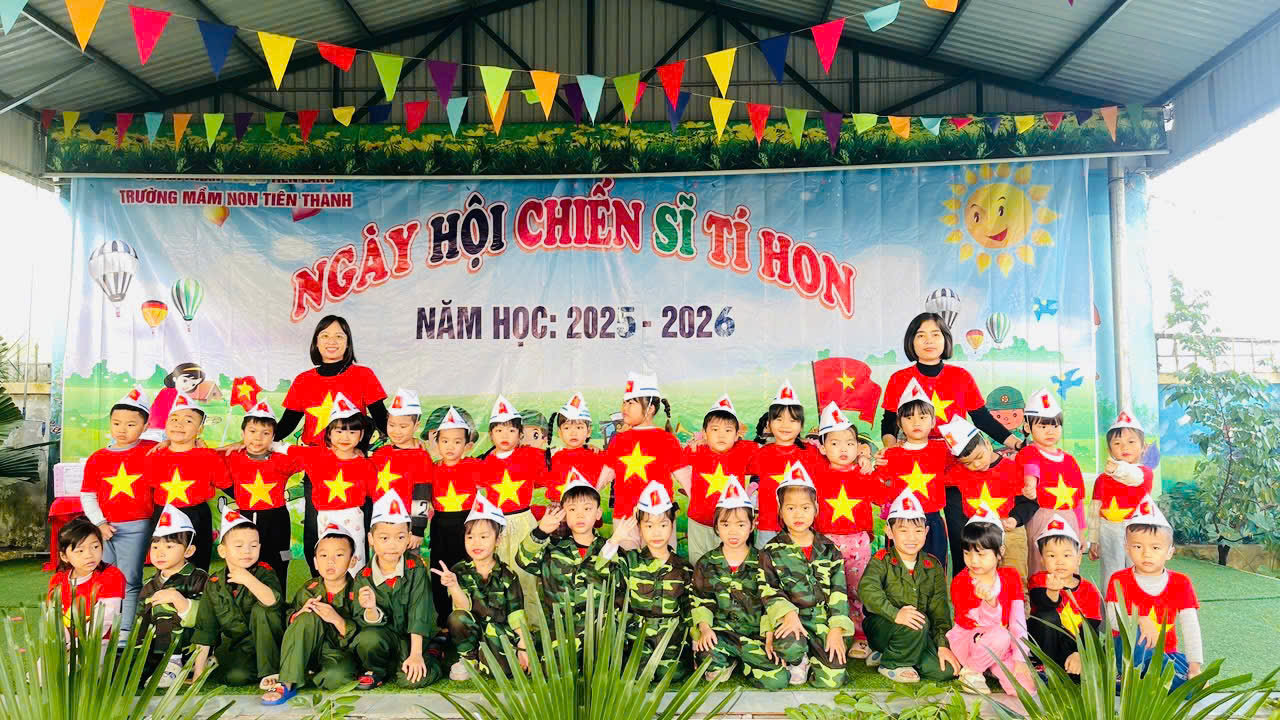 TRƯỜNG MẦM NON TIÊN THANH
NGÀY HỘI CHIẾN SĨ TÍ HON
NĂM HỌC: 2025 - 2026